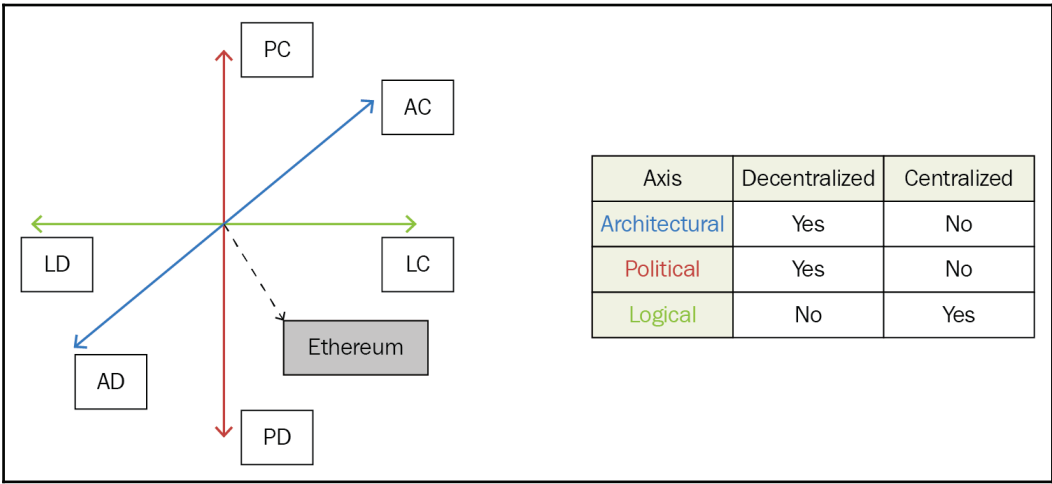 PC
AC
LD
LC
Ethereum
AD
PD
Axis Decentralized Centralized
Architectural Yes No
Political Yes No
Logical No Yes